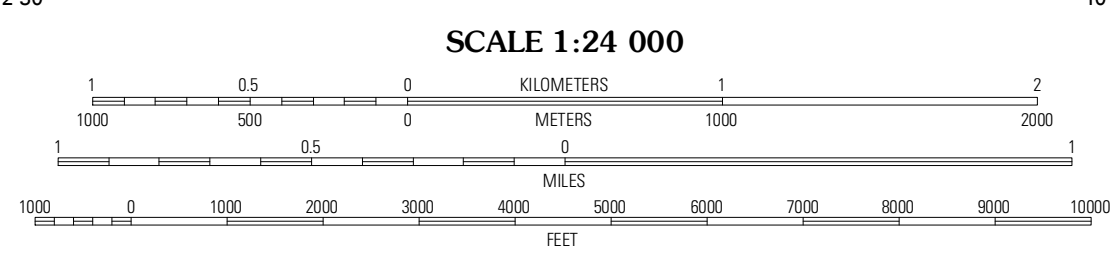 SCALE 1:24 000
1 0.5 0 KILOMETERS 1 2
1000 500 0 METERS 1000 2000
1 0.5 0 1
MILES
1000 0 1000 2000 3000 4000 5000 6000 7000 8000 9000 10000
FEET